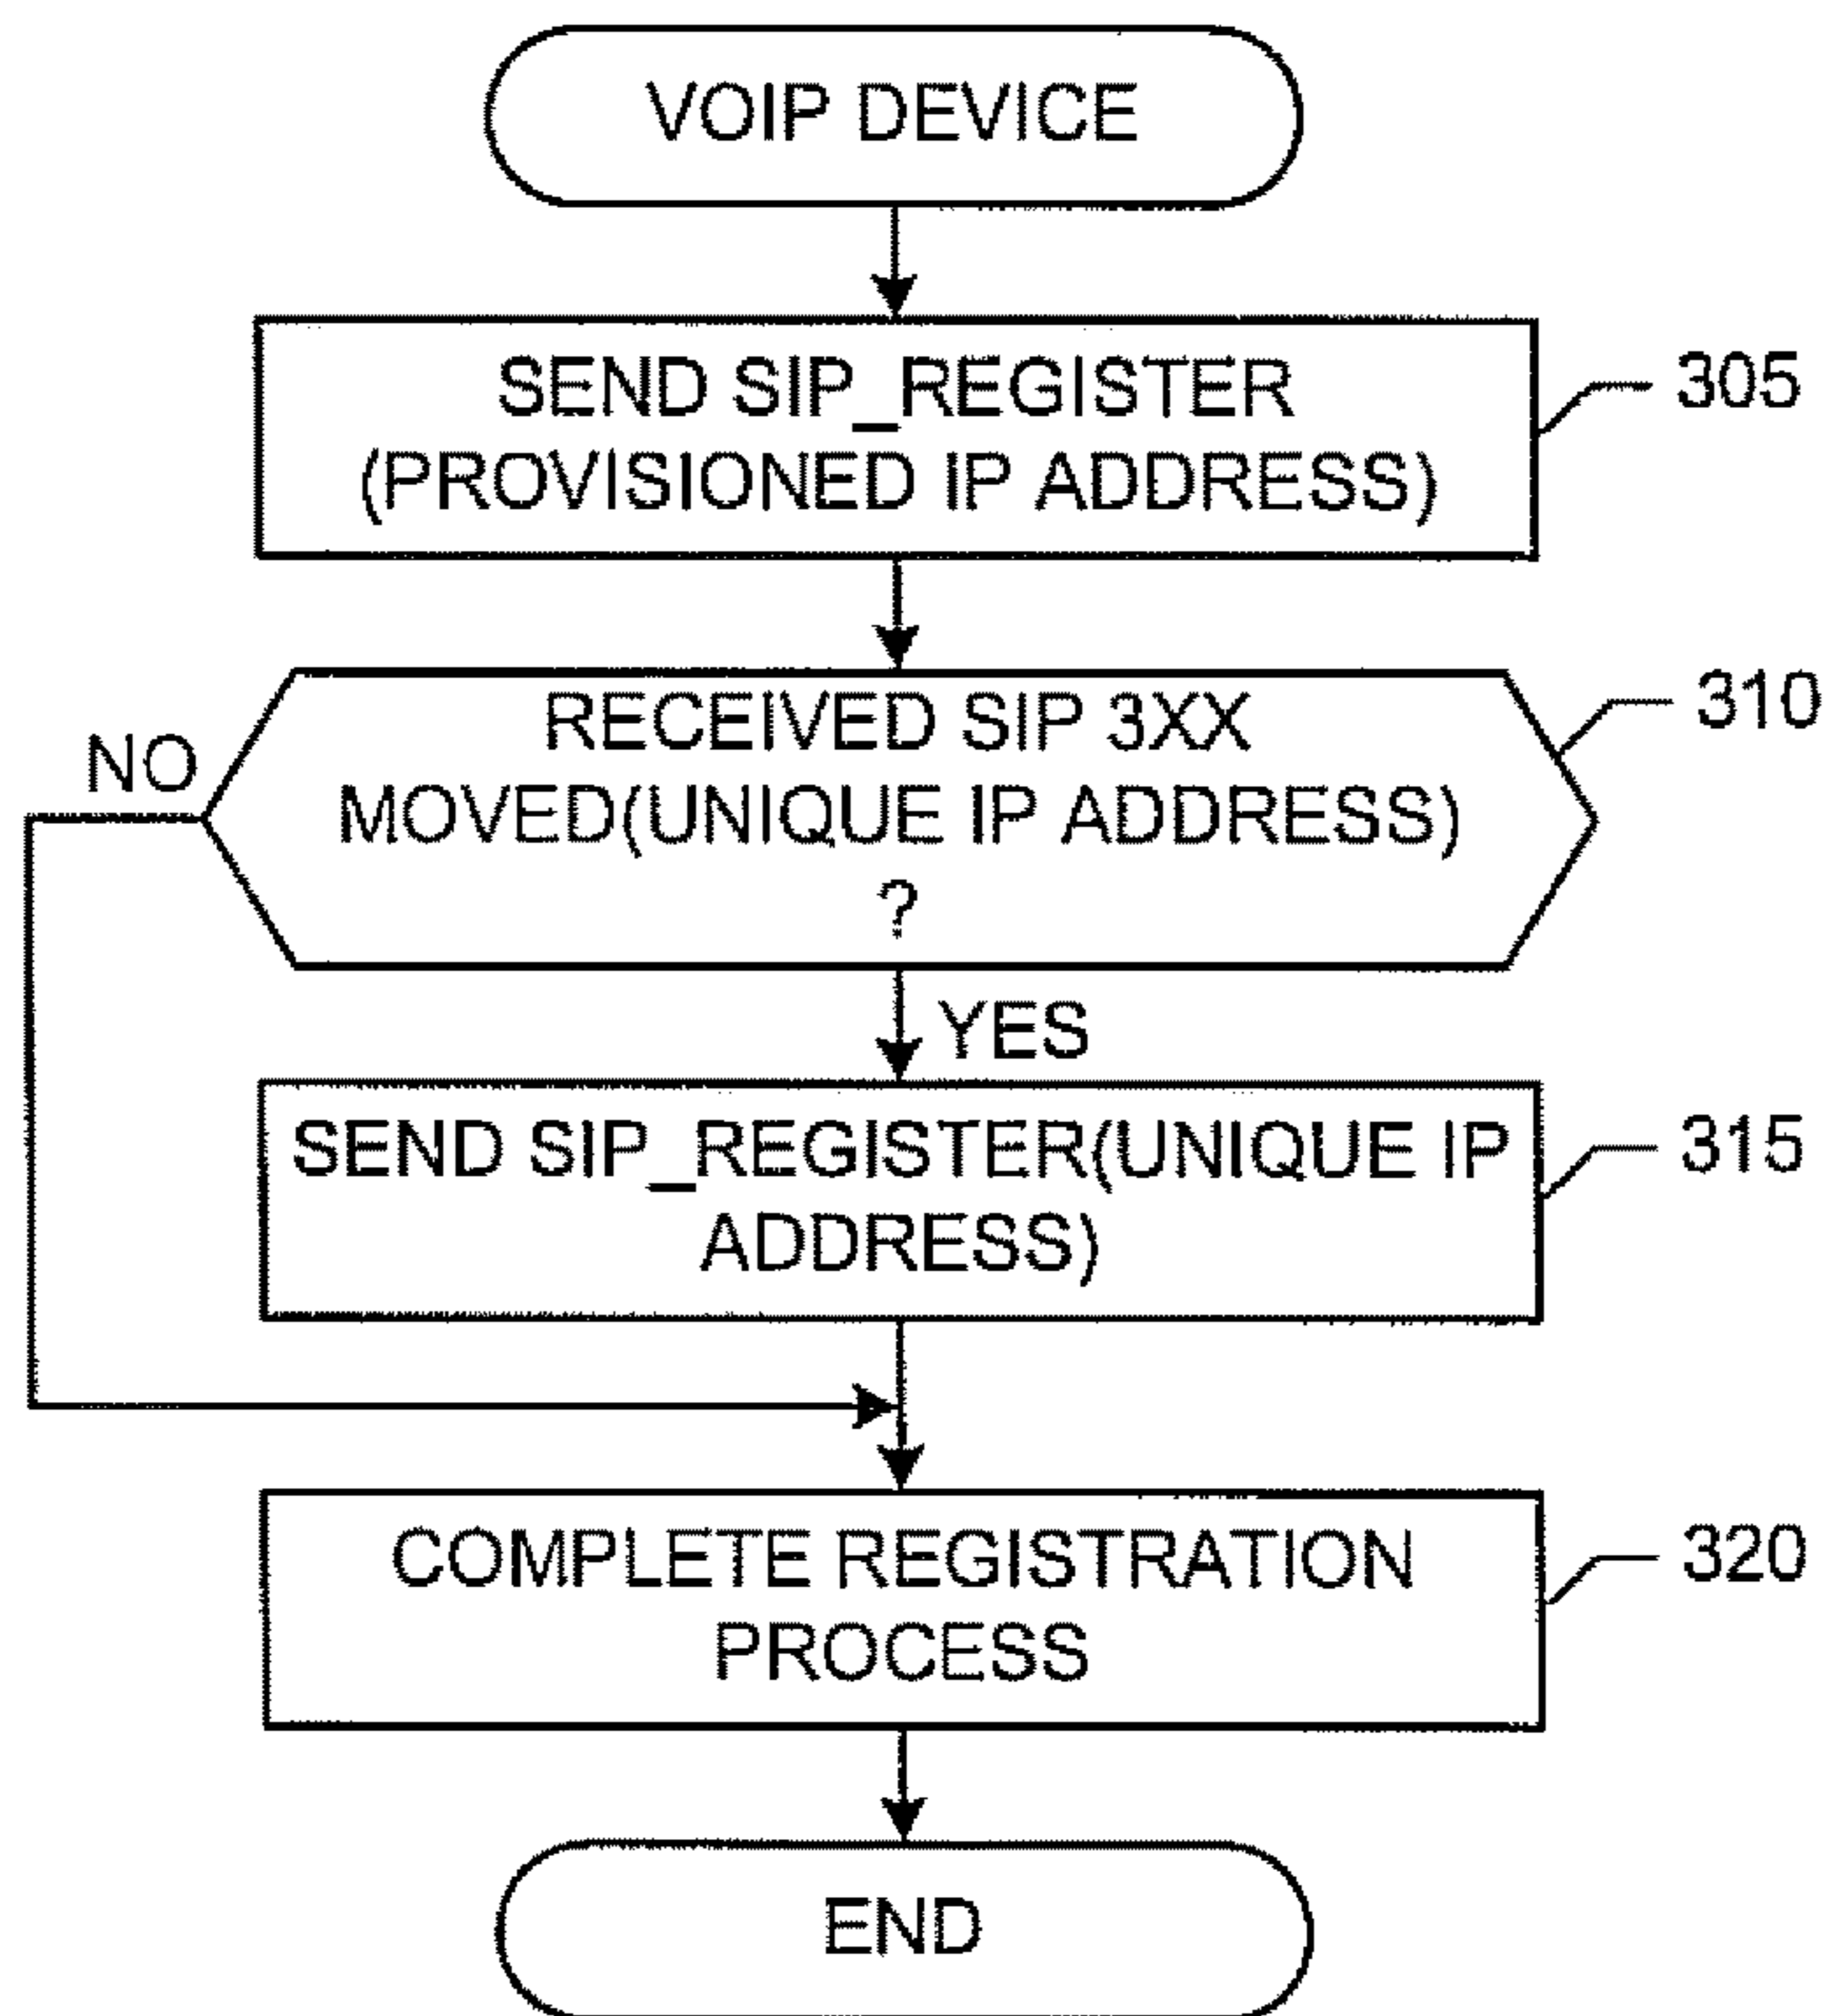 VOIP DEVICE
SEND SIP_REGISTER
(PROVISIONED IP ADDRESS)
305
RECEIVED SIP 3XX
MOVED(UNIQUE IP ADDRESS)
?
310
NO
YES
SEND SIP_REGISTER(UNIQUE IP
ADDRESS)
315
COMPLETE REGISTRATION
PROCESS
320
END